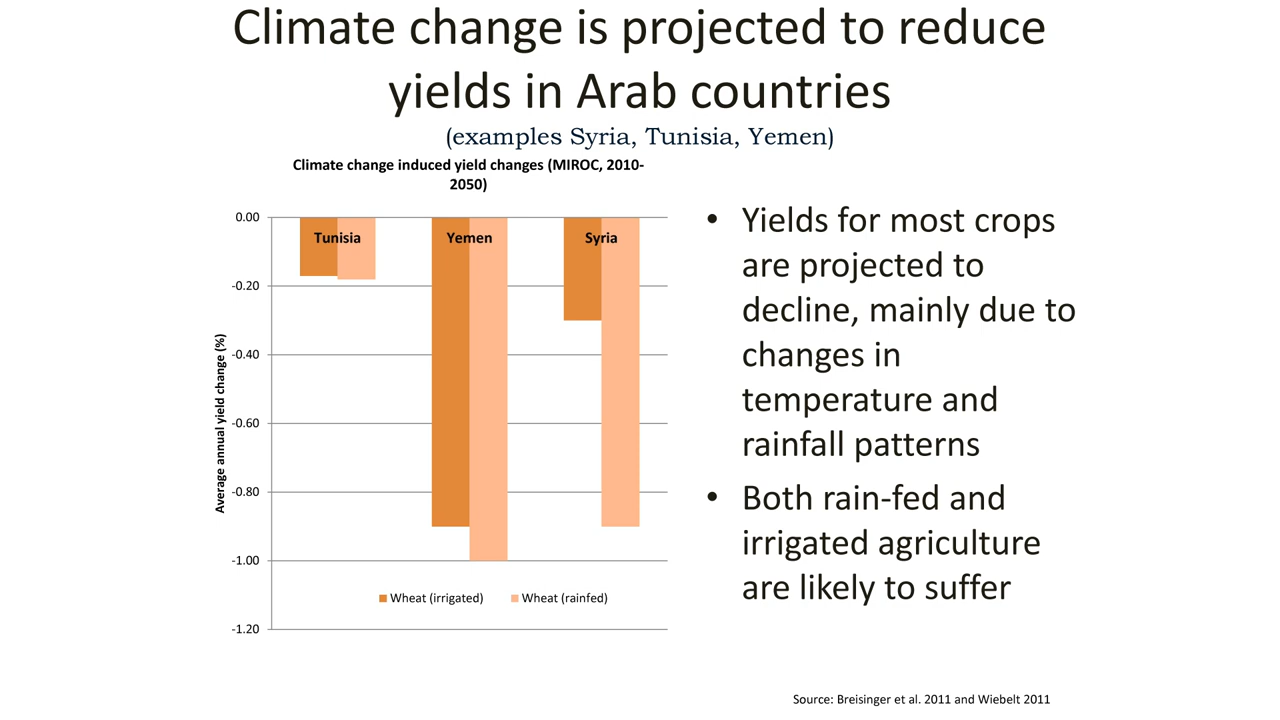 Climate change is projected to reduce
yields in Arab countries
(examples Syria, Tunisia, Yemen)
Climate change induced yield changes (MIROC, 2010-
2050)
Average annual yield change (%)
0.00
-0.20
-0.40
-0.60
-0.80
-1.00
-1.20
Tunisia
Yemen
Syria
Wheat (irrigated)
Wheat (rainfed)
• Yields for most crops
are projected to
decline, mainly due to
changes in
temperature and
rainfall patterns
• Both rain-fed and
irrigated agriculture
are likely to suffer
Source: Breisinger et al. 2011 and Wiebelt 2011